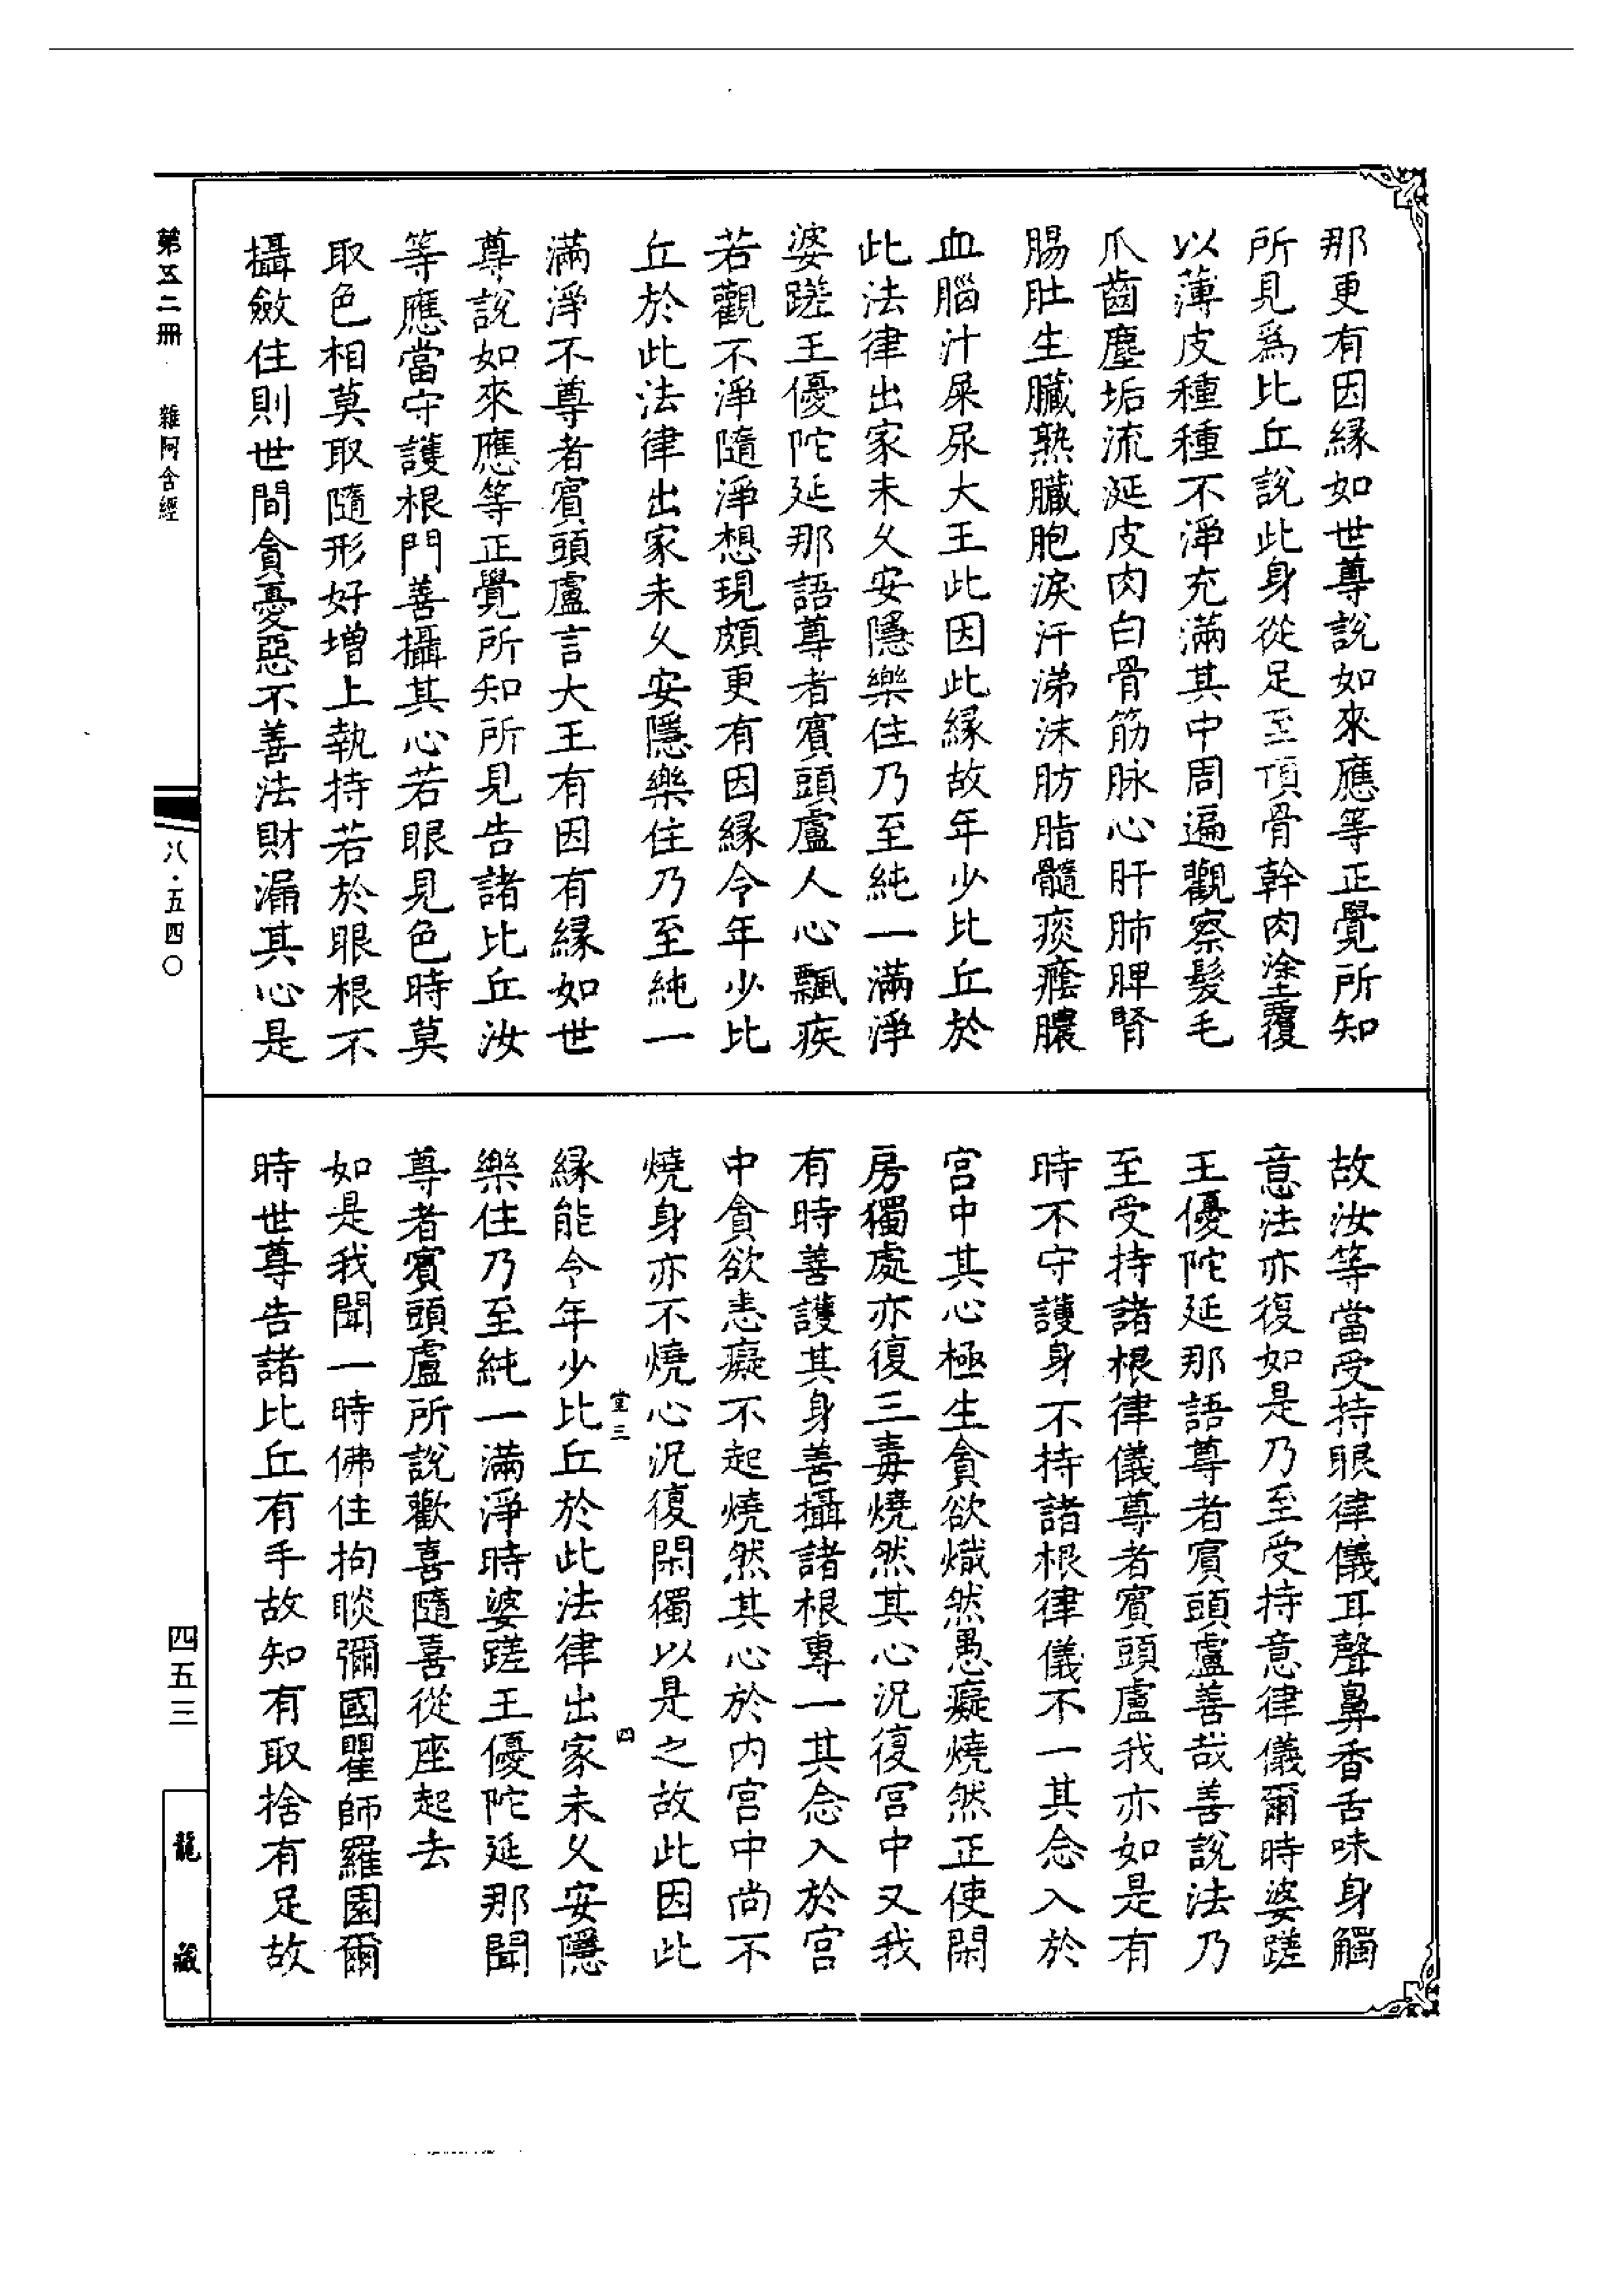 那更有因緣如世尊說如來應等正覺所知
所見爲比丘說此身從足至頂骨幹肉塗覆
以薄皮種種不淨充滿其中周遍觀察髮毛
爪齒塵垢流涎皮肉白骨筋脉心肝肺脾腎
腸肚生臟熟臟胞淚汗涕沫肪脂髓痰癊膿
血腦汁屎尿大王此因此緣故年少比丘於
此法律出家未久安隱樂住乃至純一滿淨
婆蹉王優陀延那語尊者賓頭盧人心飄疾
若觀不淨隨淨想現頗更有因緣令年少比
丘於此法律出家未久安隱樂住乃至純一
滿淨不尊者賓頭盧言大王有因有緣如世
尊說如來應等正覺所知所見告諸比丘汝
等應當守護根門善攝其心若眼見色時莫
取色相莫取隨形好增上執持若於眼根不
攝斂住則世間貪憂惡不善法財漏其心是
故汝等當受持眼律儀耳聲鼻香舌味身觸
意法亦復如是乃至受持意律儀爾時婆蹉
王優陀延那語尊者賓頭盧善哉善說法乃
至受持諸根律儀尊者賓頭盧我亦如是有
時不守護身不持諸根律儀不一其念入於
宮中其心極生貪欲熾然愚癡燒然正使閑
房獨處亦復三毒燒然其心況復宮中又我
有時善護其身善攝諸根專一其念入於宮
中貪欲恚癡不起燒然其心於內宮中尚不
燒身亦不燒心況復閑獨以是之故此因此
堂三
四
緣能令年少比丘於此法律出家未久安隱
樂住乃至純一滿淨時婆蹉王優陀延那聞
尊者賓頭盧所說歡喜隨喜從座起去
如是我聞一時佛住拘睒彌國瞿師羅園爾
時世尊告諸比丘有手故知有取捨有足故
第五二冊
雜阿含經
八·五四〇
四五三
龍藏